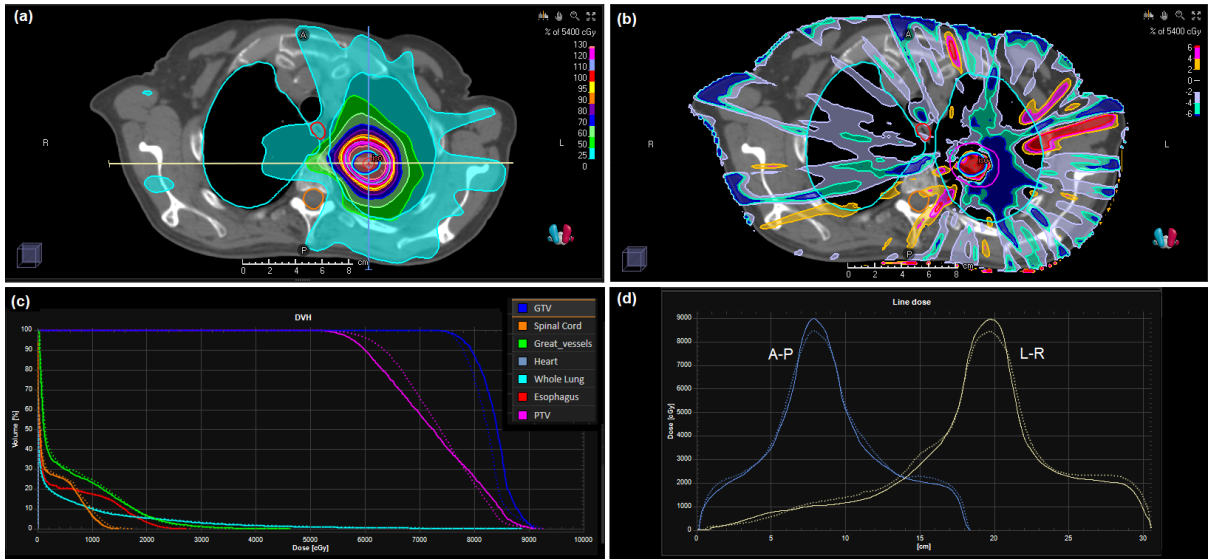 (a)
A
% of 5400 cGy
130
120
110
100
95
90
80
70
60
50
25
0
R
L
Iso
P
0 2 4 6 8 cm
(b)
A
% of 5400 cGy
6
4
2
0
-2
-4
-6
R
L
P
0 2 4 6 8 cm
(c)
DVH
GTV
Spinal Cord
Great_vessels
Heart
Whole Lung
Esophagus
PTV
Volume [%]
100
90
80
70
60
50
40
30
20
10
0
0 1000 2000 3000 4000 5000 6000 7000 8000 9000 10000
Dose [cGy]
(d)
Line dose
A-P
L-R
Dose [cGy]
9000
8000
7000
6000
5000
4000
3000
2000
1000
0
0 5 10 15 20 25 30
[cm]